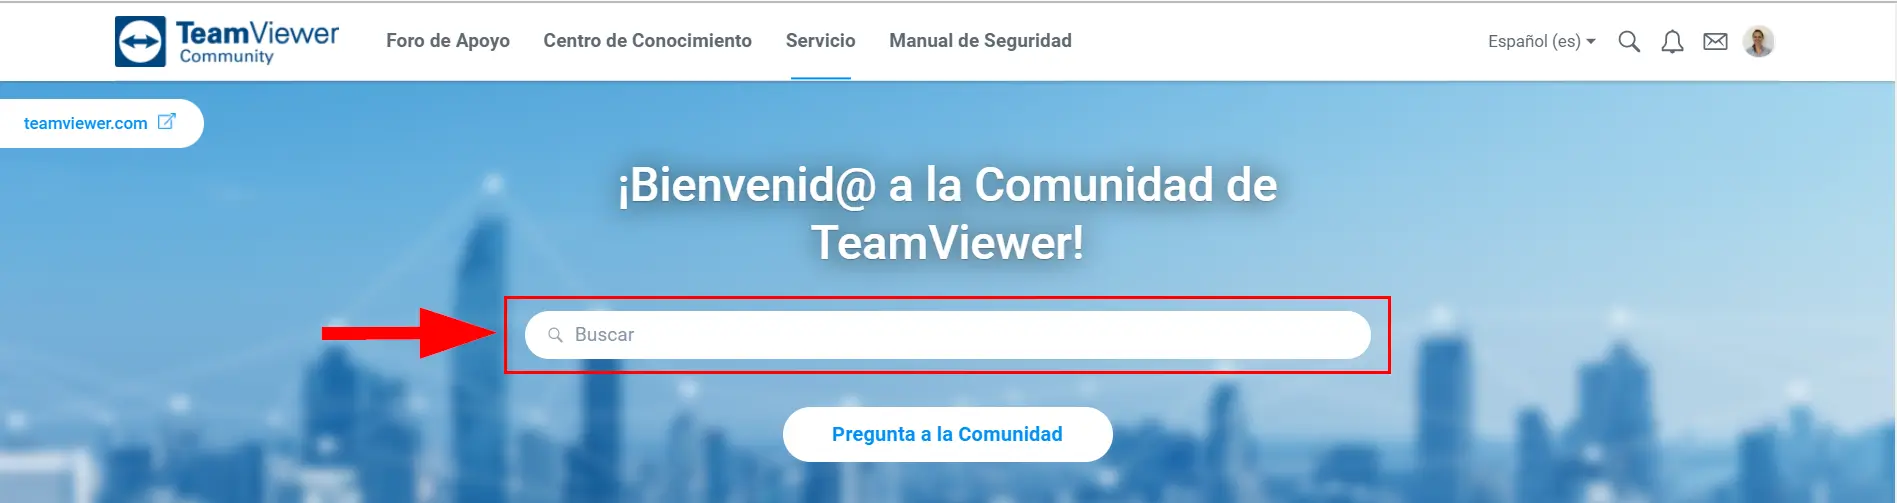 TeamViewer
Community
Foro de Apoyo
Centro de Conocimiento
Servicio
Manual de Seguridad
Español (es)
teamviewer.com
¡Bienvenid@ a la Comunidad de
TeamViewer!
Buscar
Pregunta a la Comunidad